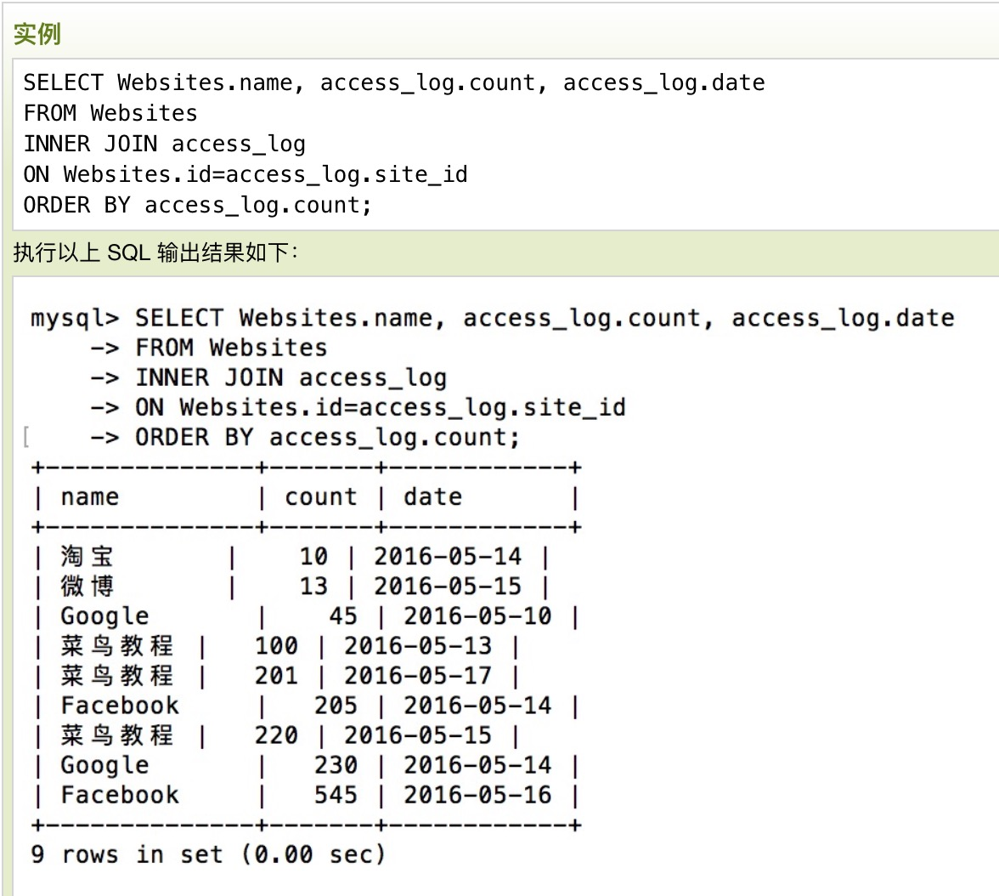 实例
SELECT Websites.name, access_log.count, access_log.date
FROM Websites
INNER JOIN access_log
ON Websites.id=access_log.site_id
ORDER BY access_log.count;
执行以上 SQL 输出结果如下：
mysql> SELECT Websites.name, access_log.count, access_log.date
    -> FROM Websites
    -> INNER JOIN access_log
    -> ON Websites.id=access_log.site_id
[    -> ORDER BY access_log.count;
+--------------+-------+------------+
| name         | count | date       |
+--------------+-------+------------+
| 淘宝       |    10 | 2016-05-14 |
| 微博       |    13 | 2016-05-15 |
| Google       |    45 | 2016-05-10 |
| 菜鸟教程 |   100 | 2016-05-13 |
| 菜鸟教程 |   201 | 2016-05-17 |
| Facebook     |   205 | 2016-05-14 |
| 菜鸟教程 |   220 | 2016-05-15 |
| Google       |   230 | 2016-05-14 |
| Facebook     |   545 | 2016-05-16 |
+--------------+-------+------------+
9 rows in set (0.00 sec)